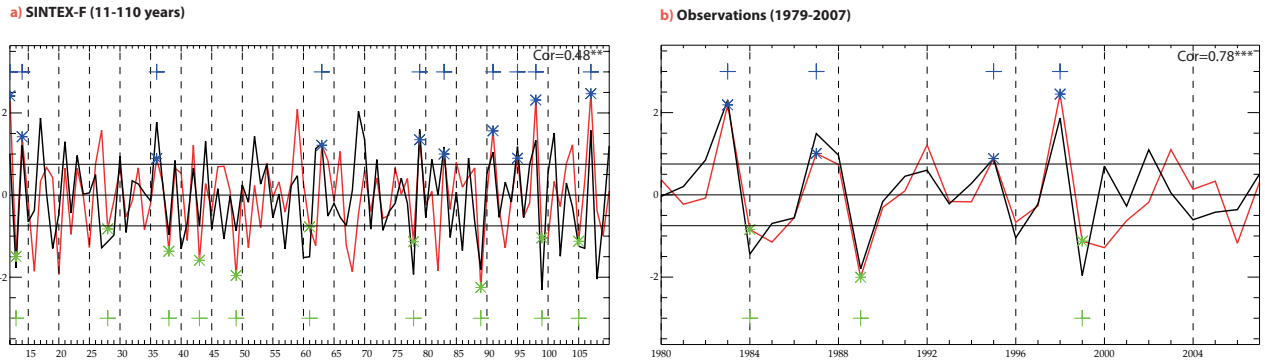 a) SINTEX-F (11-110 years)
b) Observations (1979-2007)
Cor=0.48**
2
0
-2
15 20 25 30 35 40 45 50 55 60 65 70 75 80 85 90 95 100 105
Cor=0.78***
2
0
-2
1980 1984 1988 1992 1996 2000 2004